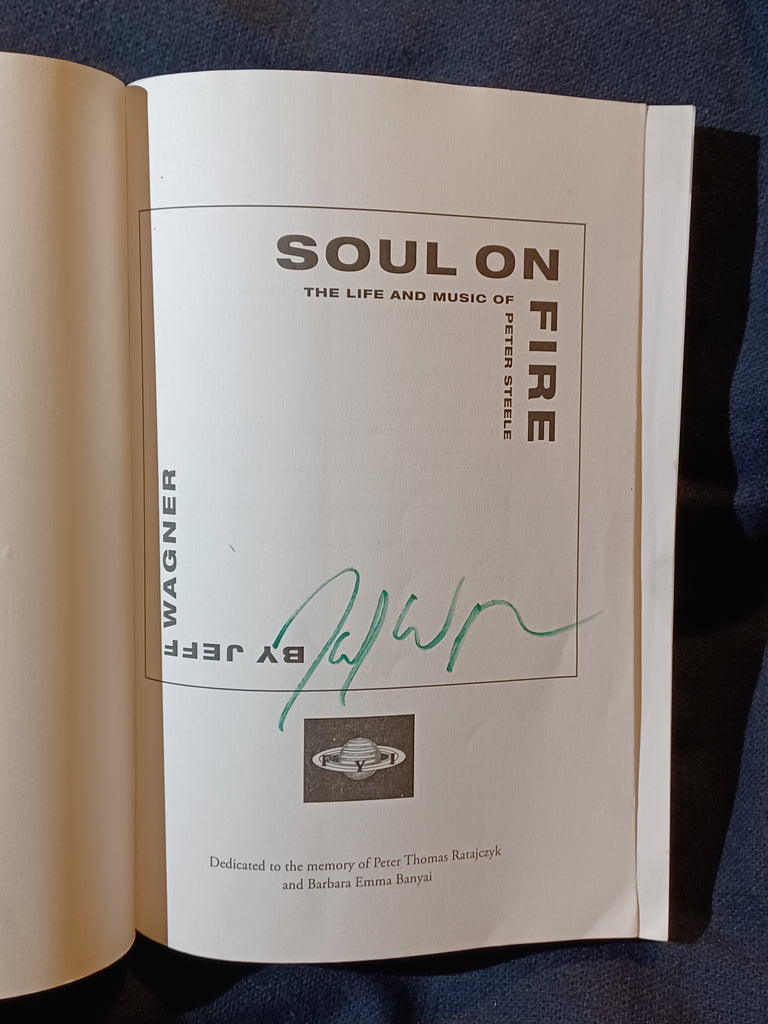 SOUL ON
FIRE
THE LIFE AND MUSIC OF
PETER STEELE
BY JEFF
WAGNER
FYI
Dedicated to the memory of Peter Thomas Ratajczyk
and Barbara Emma Banyai